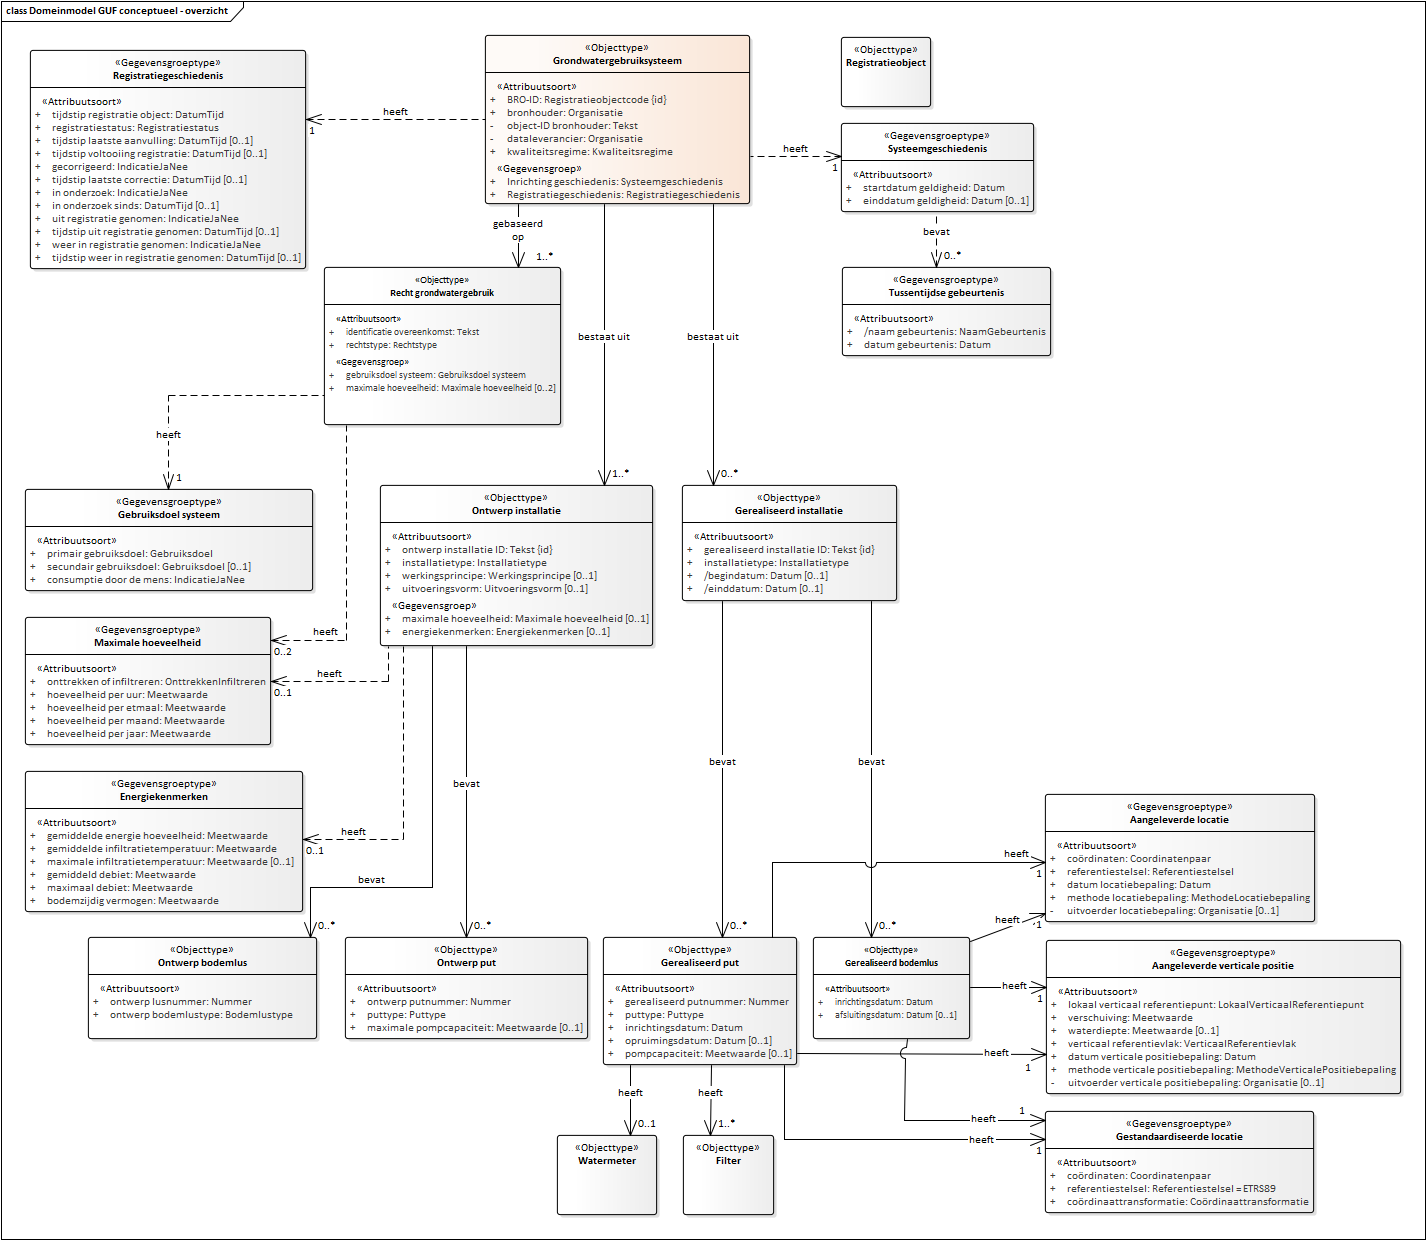 class Domeinmodel GUF conceptueel - overzicht
«Gegevensgroeptype»
Registratiegeschiedenis
«Attribuutsoort»
+ tijdstip registratie object: DatumTijd
+ registratiestatus: Registratiestatus
+ tijdstip laatste aanvulling: DatumTijd [0..1]
+ tijdstip voltooiing registratie: DatumTijd [0..1]
+ gecorrigeerd: IndicatieJaNee
+ tijdstip laatste correctie: DatumTijd [0..1]
+ in onderzoek: IndicatieJaNee
+ in onderzoek sinds: DatumTijd [0..1]
+ uit registratie genomen: IndicatieJaNee
+ tijdstip uit registratie genomen: DatumTijd [0..1]
+ weer in registratie genomen: IndicatieJaNee
+ tijdstip weer in registratie genomen: DatumTijd [0..1]
heeft
1
«Objecttype»
Grondwatergebruiksysteem
«Attribuutsoort»
+ BRO-ID: Registratieobjectcode {id}
+ bronhouder: Organisatie
- object-ID bronhouder: Tekst
- dataleverancier: Organisatie
+ kwaliteitsregime: Kwaliteitsregime
«Gegevensgroep»
+ Inrichting geschiedenis: Systeemgeschiedenis
+ Registratiegeschiedenis: Registratiegeschiedenis
«Objecttype»
Registratieobject
heeft
1
«Gegevensgroeptype»
Systeemgeschiedenis
«Attribuutsoort»
+ startdatum geldigheid: Datum
+ einddatum geldigheid: Datum [0..1]
bevat
0..*
«Gegevensgroeptype»
Tussentijdse gebeurtenis
«Attribuutsoort»
+ /naam gebeurtenis: NaamGebeurtenis
+ datum gebeurtenis: Datum
gebaseerd
op
1..*
«Objecttype»
Recht grondwatergebruik
«Attribuutsoort»
+ identificatie overeenkomst: Tekst
+ rechtstype: Rechtstype
«Gegevensgroep»
+ gebruiksdoel systeem: Gebruiksdoel systeem
+ maximale hoeveelheid: Maximale hoeveelheid [0..2]
bestaat uit
1..*
bestaat uit
0..*
heeft
1
«Gegevensgroeptype»
Gebruiksdoel systeem
«Attribuutsoort»
+ primair gebruiksdoel: Gebruiksdoel
+ secundair gebruiksdoel: Gebruiksdoel [0..1]
+ consumptie door de mens: IndicatieJaNee
«Objecttype»
Ontwerp installatie
«Attribuutsoort»
+ ontwerp installatie ID: Tekst {id}
+ installatietype: Installatietype
+ werkingsprincipe: Werkingsprincipe [0..1]
+ uitvoeringsvorm: Uitvoeringsvorm [0..1]
«Gegevensgroep»
+ maximale hoeveelheid: Maximale hoeveelheid [0..1]
+ energiekenmerken: Energiekenmerken [0..1]
«Objecttype»
Gerealiseerd installatie
«Attribuutsoort»
+ gerealiseerd installatie ID: Tekst {id}
+ installatietype: Installatietype
+ /begindatum: Datum [0..1]
+ /einddatum: Datum [0..1]
«Gegevensgroeptype»
Maximale hoeveelheid
«Attribuutsoort»
+ onttrekken of infiltreren: OnttrekkenInfiltreren
+ hoeveelheid per uur: Meetwaarde
+ hoeveelheid per etmaal: Meetwaarde
+ hoeveelheid per maand: Meetwaarde
+ hoeveelheid per jaar: Meetwaarde
heeft
0..2
heeft
0..1
«Gegevensgroeptype»
Energiekenmerken
«Attribuutsoort»
+ gemiddelde energie hoeveelheid: Meetwaarde
+ gemiddelde infiltratietemperatuur: Meetwaarde
+ maximale infiltratietemperatuur: Meetwaarde [0..1]
+ gemiddeld debiet: Meetwaarde
+ maximaal debiet: Meetwaarde
+ bodemzijdig vermogen: Meetwaarde
heeft
0..1
bevat
0..*
bevat
0..*
bevat
0..*
bevat
0..*
«Objecttype»
Ontwerp bodemlus
«Attribuutsoort»
+ ontwerp lusnummer: Nummer
+ ontwerp bodemlustype: Bodemlustype
«Objecttype»
Ontwerp put
«Attribuutsoort»
+ ontwerp putnummer: Nummer
+ puttype: Puttype
+ maximale pompcapaciteit: Meetwaarde [0..1]
«Objecttype»
Gerealiseerd put
«Attribuutsoort»
+ gerealiseerd putnummer: Nummer
+ puttype: Puttype
+ inrichtingsdatum: Datum
+ opruimingsdatum: Datum [0..1]
+ pompcapaciteit: Meetwaarde [0..1]
«Objecttype»
Gerealiseerd bodemlus
«Attribuutsoort»
+ inrichtingsdatum: Datum
+ afsluitingsdatum: Datum [0..1]
heeft
1
heeft
1
«Gegevensgroeptype»
Aangeleverde locatie
«Attribuutsoort»
+ coördinaten: Coordinatenpaar
+ referentiestelsel: Referentiestelsel
+ datum locatiebepaling: Datum
+ methode locatiebepaling: MethodeLocatiebepaling
- uitvoerder locatiebepaling: Organisatie [0..1]
heeft
1
heeft
1
«Gegevensgroeptype»
Aangeleverde verticale positie
«Attribuutsoort»
+ lokaal verticaal referentiepunt: LokaalVerticaalReferentiepunt
+ verschuiving: Meetwaarde
+ waterdiepte: Meetwaarde [0..1]
+ verticaal referentievlak: VerticaalReferentievlak
+ datum verticale positiebepaling: Datum
+ methode verticale positiebepaling: MethodeVerticalePositiebepaling
- uitvoerder verticale positiebepaling: Organisatie [0..1]
heeft
1
heeft
1
«Gegevensgroeptype»
Gestandaardiseerde locatie
«Attribuutsoort»
+ coördinaten: Coordinatenpaar
+ referentiestelsel: Referentiestelsel = ETRS89
+ coördinaattransformatie: Coördinaattransformatie
heeft
0..1
heeft
1..*
«Objecttype»
Watermeter
«Objecttype»
Filter